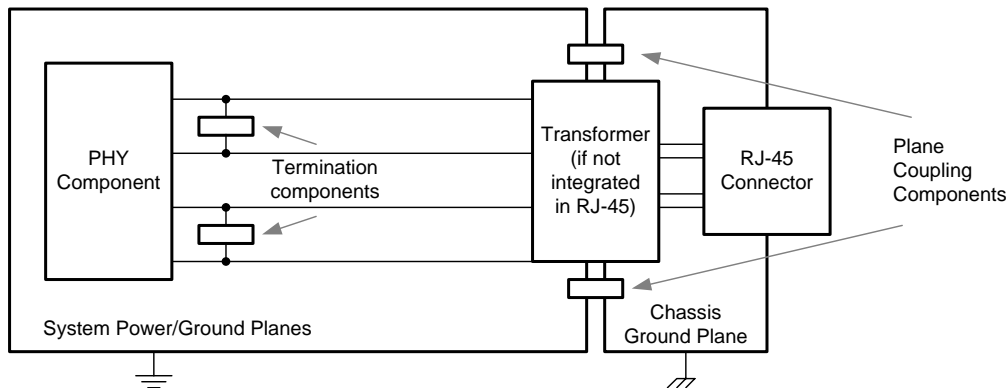 PHY
Component
Termination
components
Transformer
(if not
integrated
in RJ-45)
RJ-45
Connector
Plane
Coupling
Components
System Power/Ground Planes
Chassis
Ground Plane